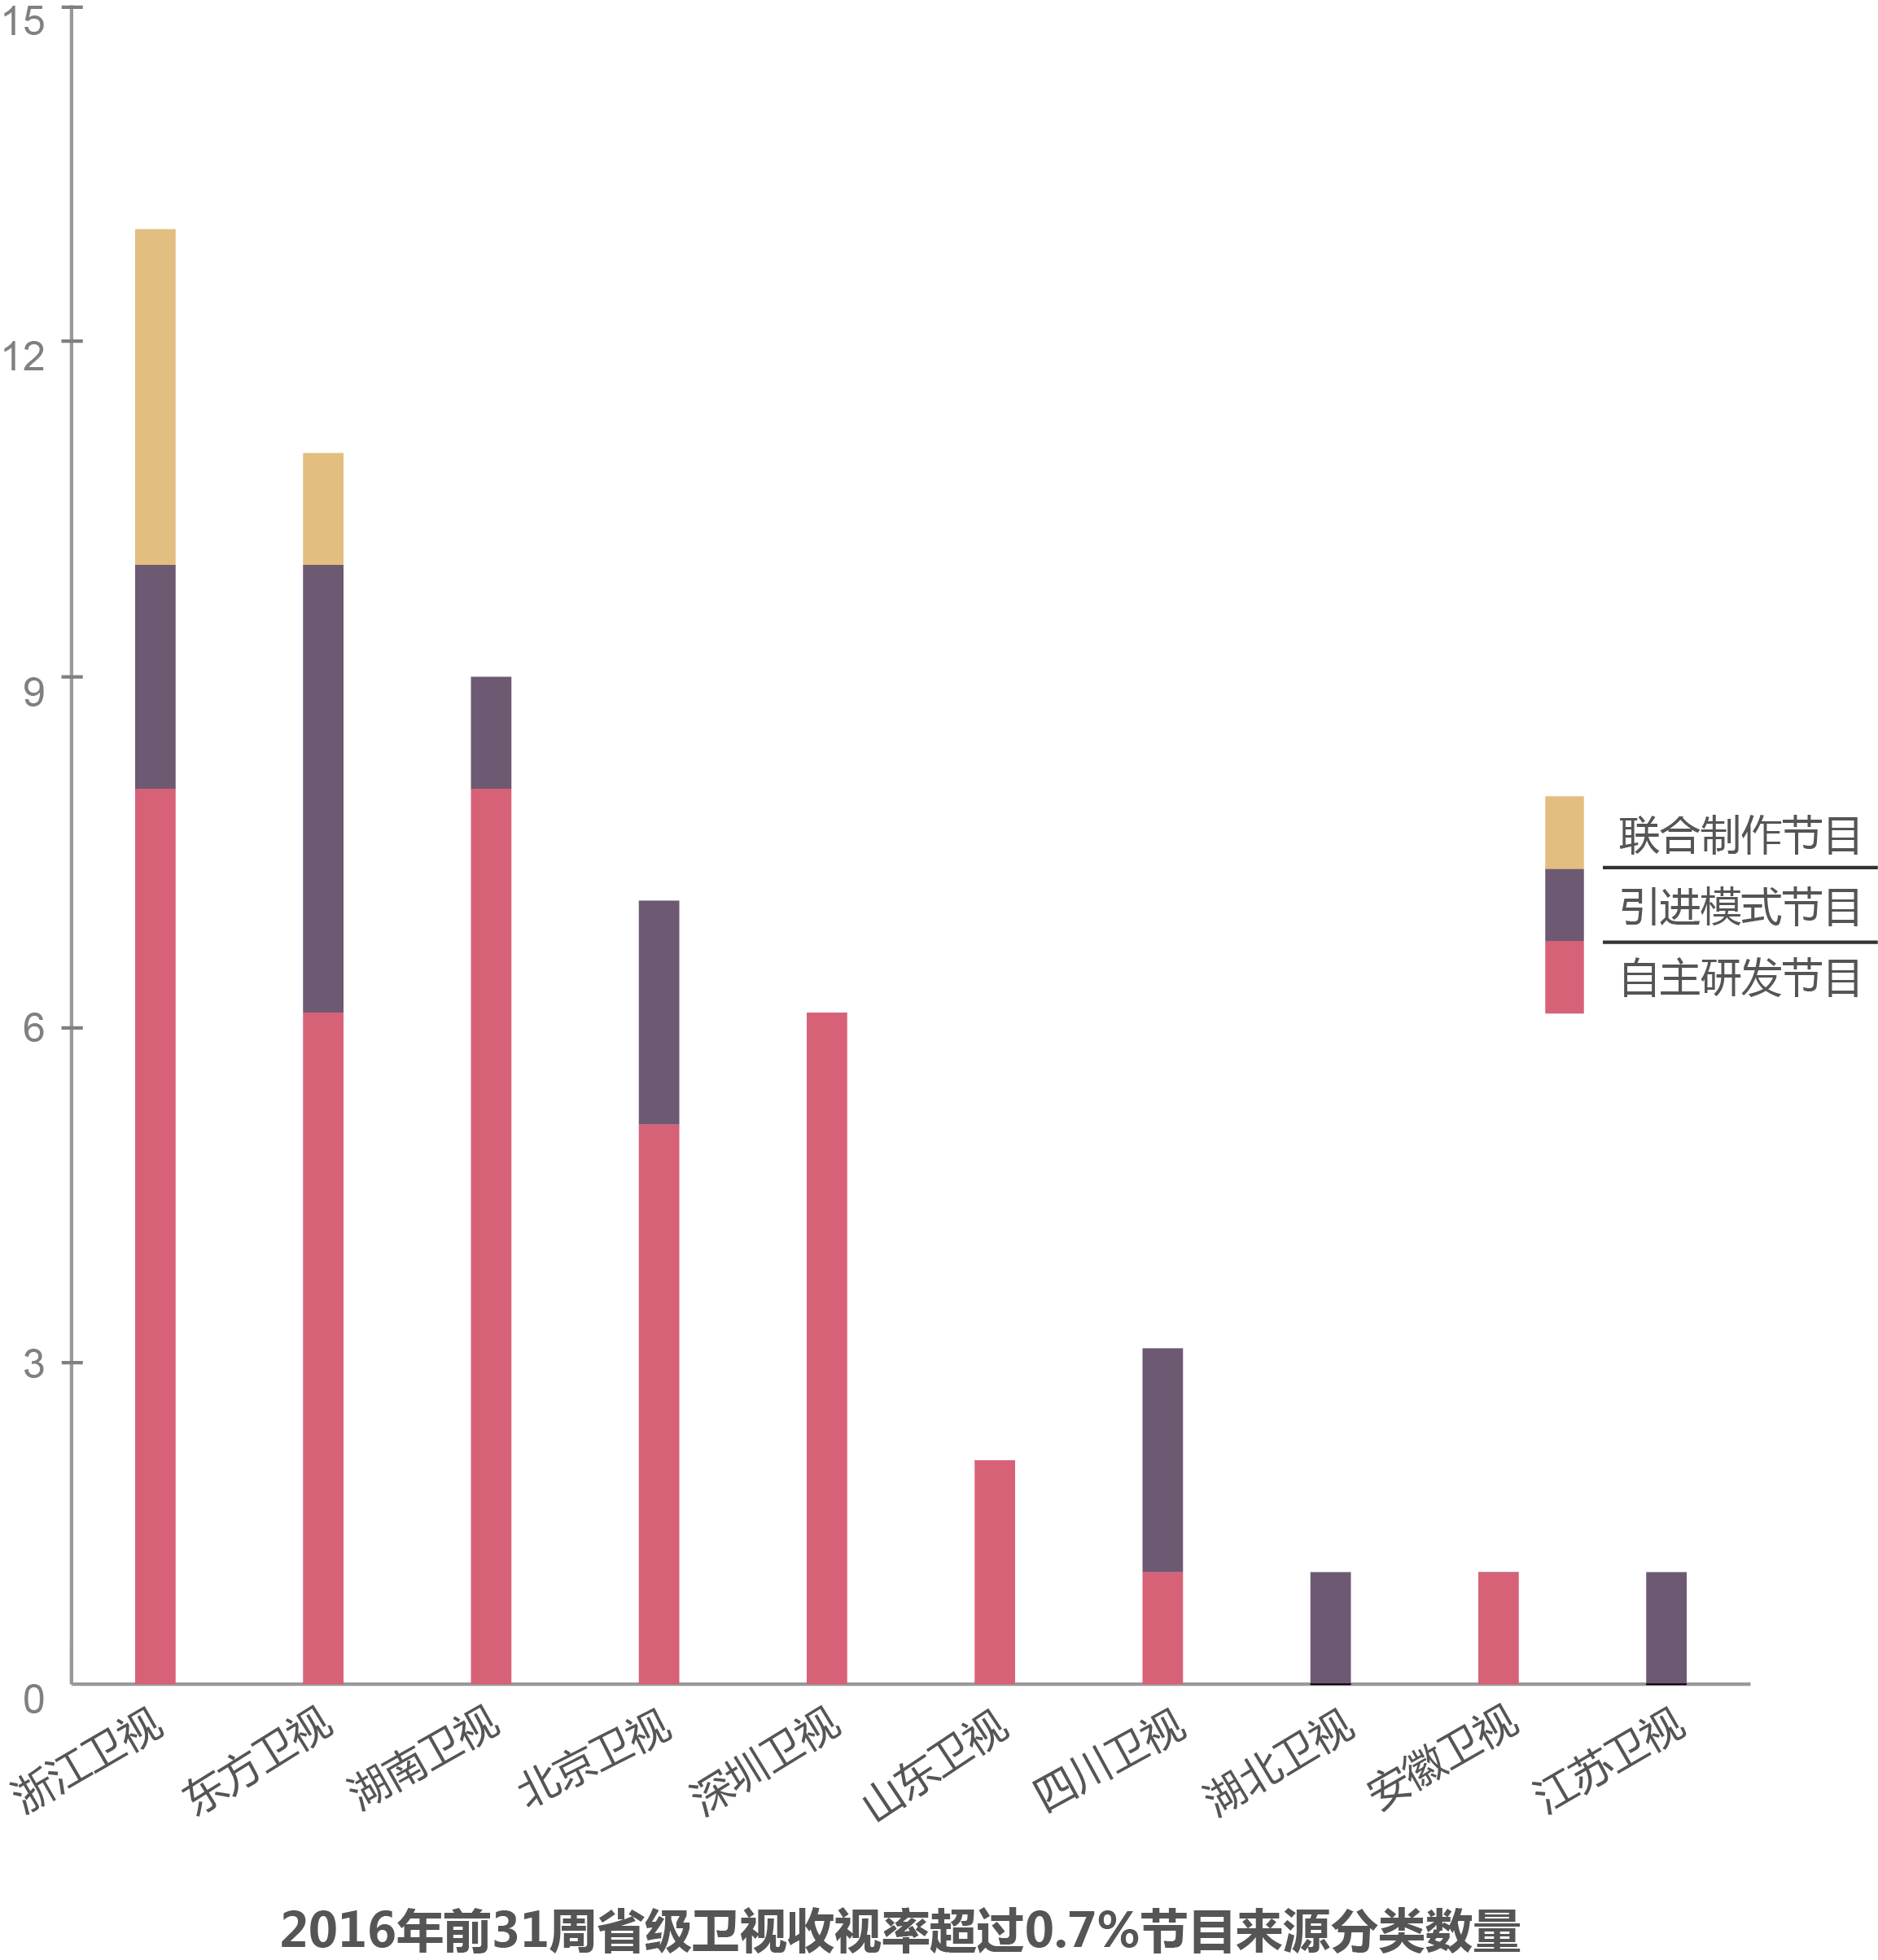 15
12
9
6
3
0
联合制作节目
引进模式节目
自主研发节目
浙江卫视
东方卫视
湖南卫视
北京卫视
深圳卫视
山东卫视
四川卫视
湖北卫视
安徽卫视
江苏卫视
2016年前31周省级卫视收视率超过0.7%节目来源分类数量